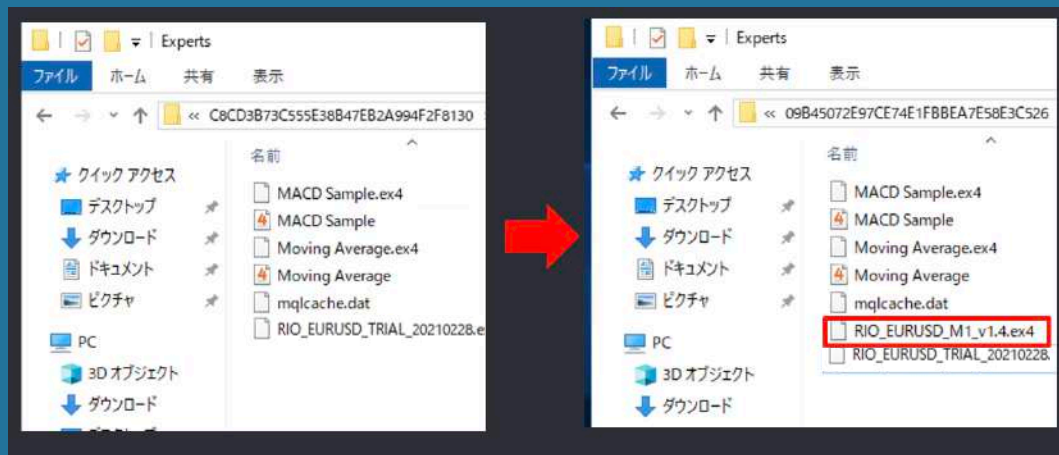 Experts
ファイル ホーム 共有 表示
« C8CD3B73C555E38B47EB2A994F2F8130
名前
クイック アクセス
デスクトップ
ダウンロード
ドキュメント
ピクチャ
PC
3D オブジェクト
ダウンロード
MACD Sample.ex4
MACD Sample
Moving Average.ex4
Moving Average
mqlcache.dat
RIO_EURUSD_TRIAL_20210228.e
Experts
ファイル ホーム 共有 表示
« 09B45072E97CE74E1FBBEA7E58E3C526
名前
クイック アクセス
デスクトップ
ダウンロード
ドキュメント
ピクチャ
PC
3D オブジェクト
ダウンロード
MACD Sample.ex4
MACD Sample
Moving Average.ex4
Moving Average
mqlcache.dat
RIO_EURUSD_M1_v1.4.ex4
RIO_EURUSD_TRIAL_20210228.